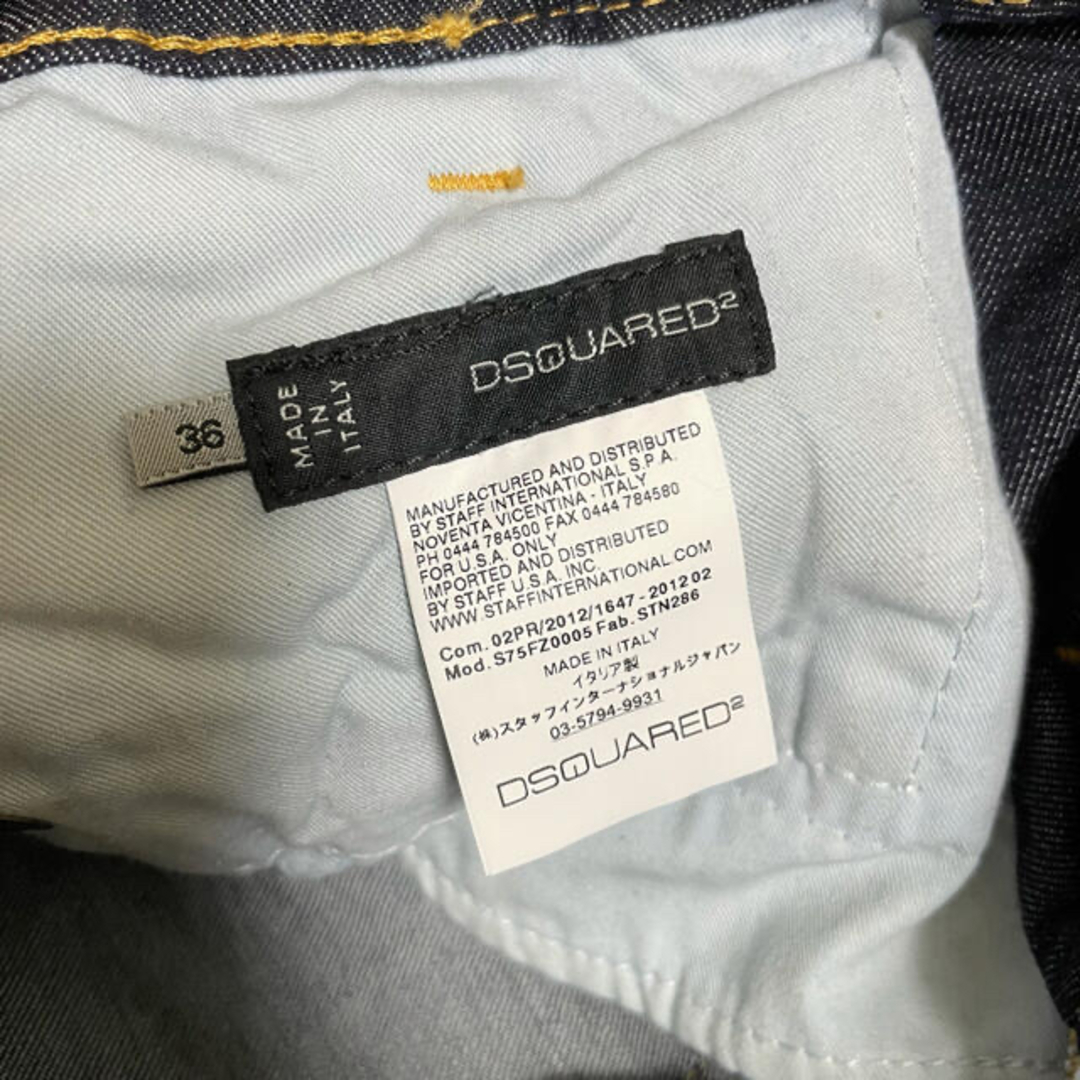 36
MADE
IN
ITALY
DSQUARED²
MANUFACTURED AND DISTRIBUTED
BY STAFF INTERNATIONAL S.P.A.
NOVENTA VICENTINA - ITALY
PH 0444 784500 FAX 0444 784580
FOR U.S.A. ONLY
IMPORTED AND DISTRIBUTED
BY STAFF U.S.A. INC
WWW.STAFFINTERNATIONAL.COM
Com. 02PR/2012/1647 - 2012 02
Mod. S75FZ0005 Fab. STN286
MADE IN ITALY
イタリア製
(株)スタッフインターナショナルジャパン
03-5794-9931
DSQUARED²